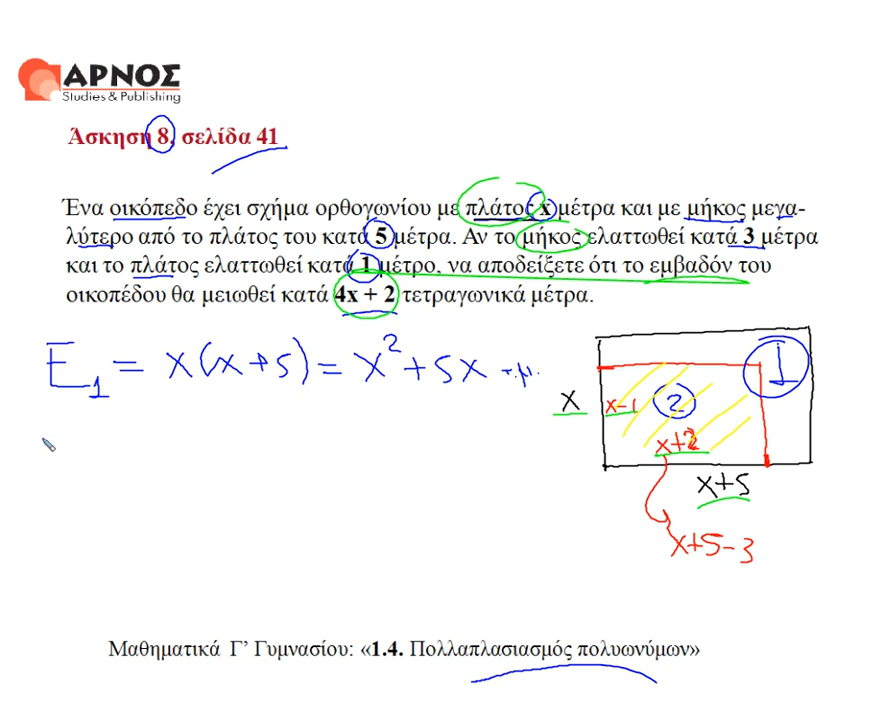 ΑΡΝΟΣ
Studies & Publishing
Άσκηση 8, σελίδα 41
Ένα οικόπεδο έχει σχήμα ορθογωνίου με πλάτος x μέτρα και με μήκος μεγα-
λύτερο από το πλάτος του κατά 5 μέτρα. Αν το μήκος ελαττωθεί κατά 3 μέτρα
και το πλάτος ελαττωθεί κατά 1 μέτρο, να αποδείξετε ότι το εμβαδόν του
οικοπέδου θα μειωθεί κατά 4x + 2 τετραγωνικά μέτρα.
E₁ = x(x+5) = x² + 5x τ.μ.
1
x
x-1
2
x+2
x+5
x+5-3
Μαθηματικά Γ’ Γυμνασίου: «1.4. Πολλαπλασιασμός πολυωνύμων»